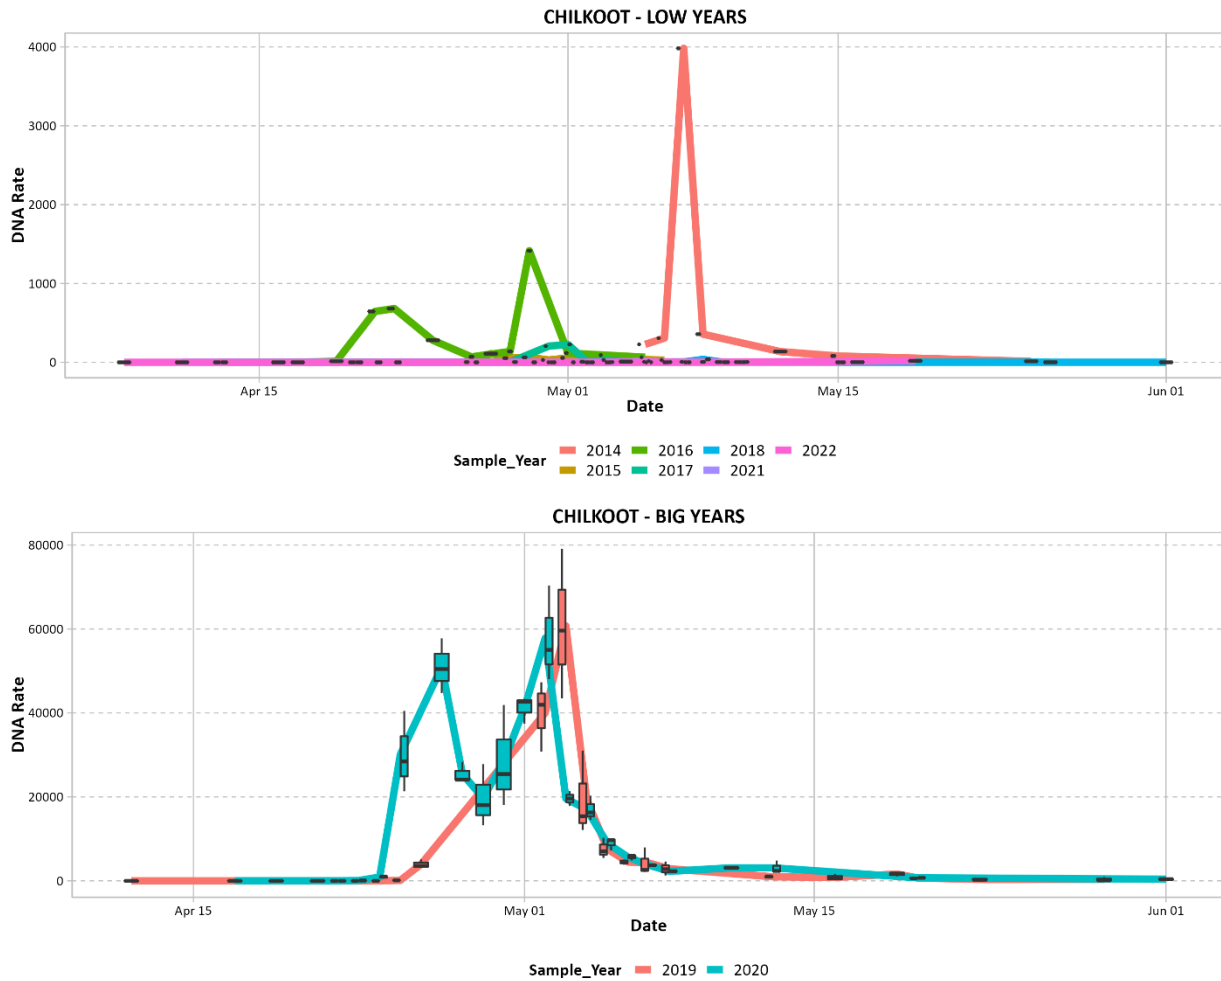 CHILKOOT - LOW YEARS
4000
3000
2000
1000
0
DNA Rate
Apr 15 May 01 May 15 Jun 01
Date
Sample_Year 2014 2016 2018 2022
2015 2017 2021
CHILKOOT - BIG YEARS
80000
60000
40000
20000
0
DNA Rate
Apr 15 May 01 May 15 Jun 01
Date
Sample_Year 2019 2020